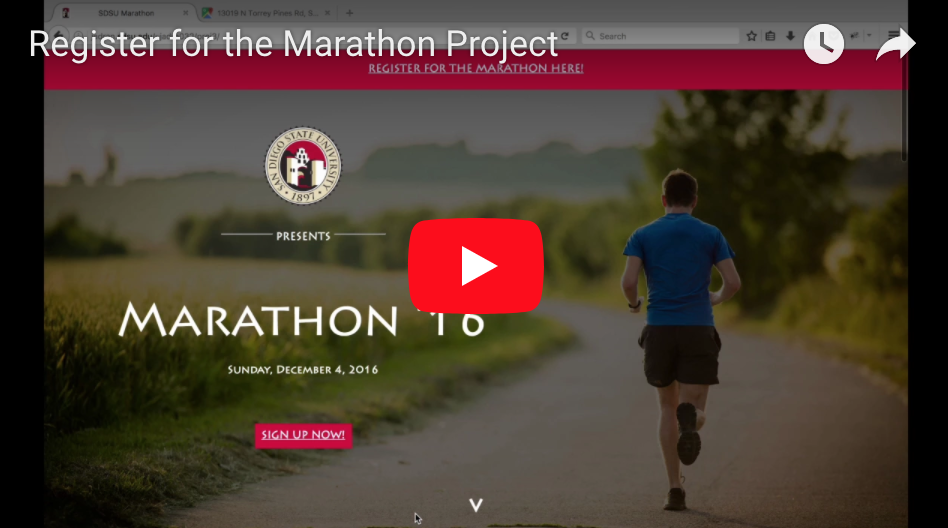 SDSU Marathon
13019 N Torrey Pines Rd, S...
Register for the Marathon Project
Search
REGISTER FOR THE MARATHON HERE!
SAN DIEGO STATE UNIVERSITY
1897
PRESENTS
MARATHON '16
SUNDAY, DECEMBER 4, 2016
SIGN UP NOW!